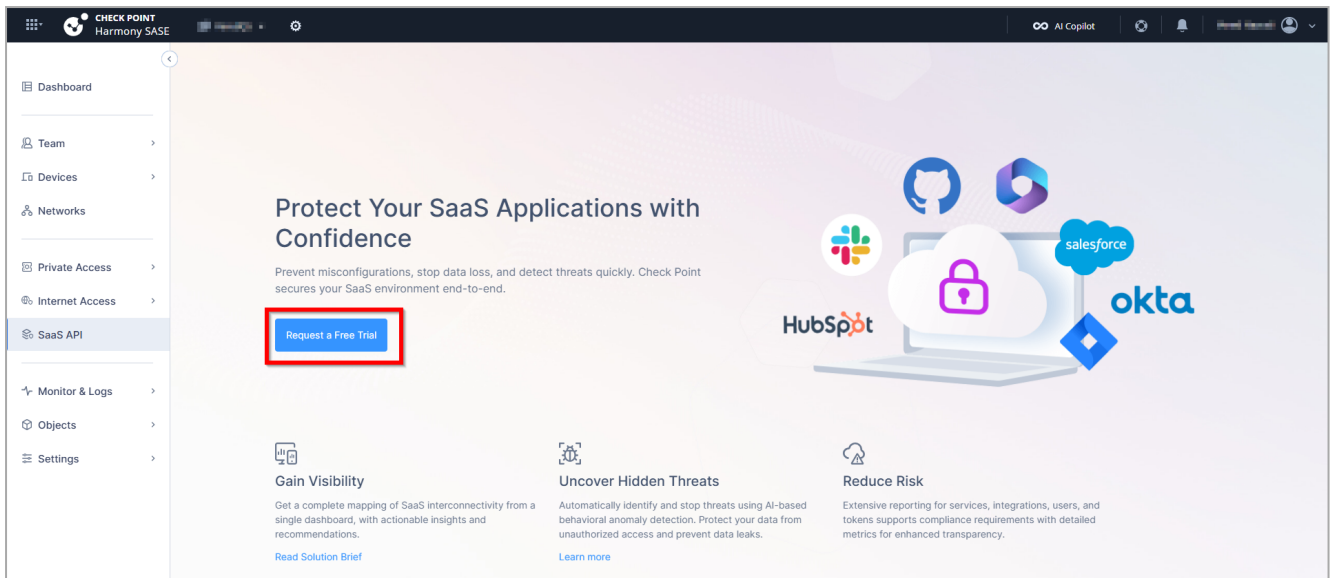 CHECK POINT
Harmony SASE
AI Copilot
Dashboard
Team
Devices
Networks
Private Access
Internet Access
SaaS API
Monitor & Logs
Objects
Settings
Protect Your SaaS Applications with
Confidence
Prevent misconfigurations, stop data loss, and detect threats quickly. Check Point
secures your SaaS environment end-to-end.
Request a Free Trial
salesforce
okta
HubSpot
Gain Visibility
Get a complete mapping of SaaS interconnectivity from a
single dashboard, with actionable insights and
recommendations.
Read Solution Brief
Uncover Hidden Threats
Automatically identify and stop threats using AI-based
behavioral anomaly detection. Protect your data from
unauthorized access and prevent data leaks.
Learn more
Reduce Risk
Extensive reporting for services, integrations, users, and
tokens supports compliance requirements with detailed
metrics for enhanced transparency.